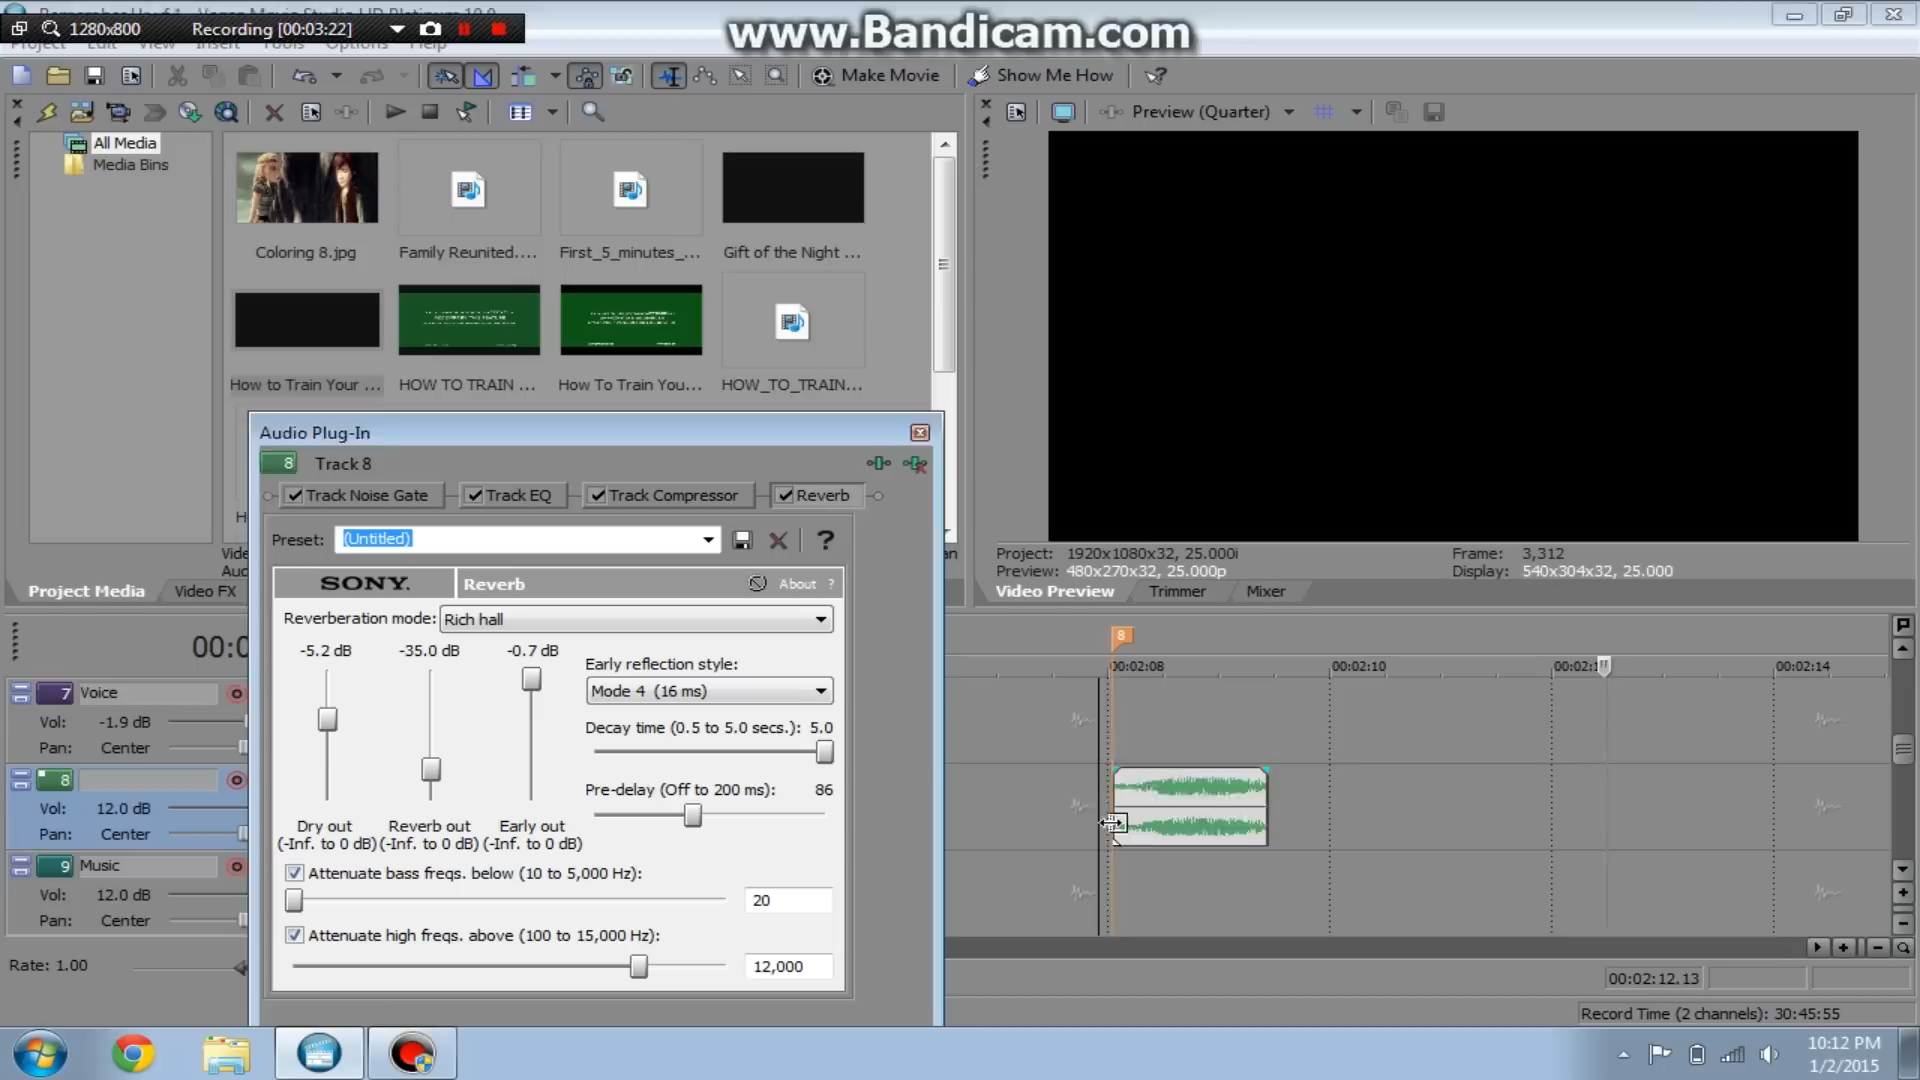 1280x800
Recording [00:03:22]
www.Bandicam.com
Project Edit View Insert Tools Options Help
Make Movie
Show Me How
All Media
Media Bins
Preview (Quarter)
Coloring 8.jpg
Family Reunited....
First_5_minutes_...
Gift of the Night ...
How to Train Your ...
HOW TO TRAIN ...
How To Train You...
HOW_TO_TRAIN...
Audio Plug-In
8
Track 8
Track Noise Gate
Track EQ
Track Compressor
Reverb
Preset:
(Untitled)
?
SONY.
Reverb
About ?
Reverberation mode:
Rich hall
-5.2 dB
-35.0 dB
-0.7 dB
Early reflection style:
Mode 4 (16 ms)
Decay time (0.5 to 5.0 secs.): 5.0
Pre-delay (Off to 200 ms): 86
Dry out
(-Inf. to 0 dB)
Reverb out
(-Inf. to 0 dB)
Early out
(-Inf. to 0 dB)
Attenuate bass freqs. below (10 to 5,000 Hz):
20
Attenuate high freqs. above (100 to 15,000 Hz):
12,000
Project: 1920x1080x32, 25.000i
Preview: 480x270x32, 25.000p
Frame: 3,312
Display: 540x304x32, 25.000
Project Media
Video FX
Video Preview
Trimmer
Mixer
8
00:02:08
00:02:10
00:02:14
7
Voice
Vol: -1.9 dB
Pan: Center
8
Vol: 12.0 dB
Pan: Center
9
Music
Vol: 12.0 dB
Pan: Center
Rate: 1.00
00:02:12.13
Record Time (2 channels): 30:45:55
10:12 PM
1/2/2015